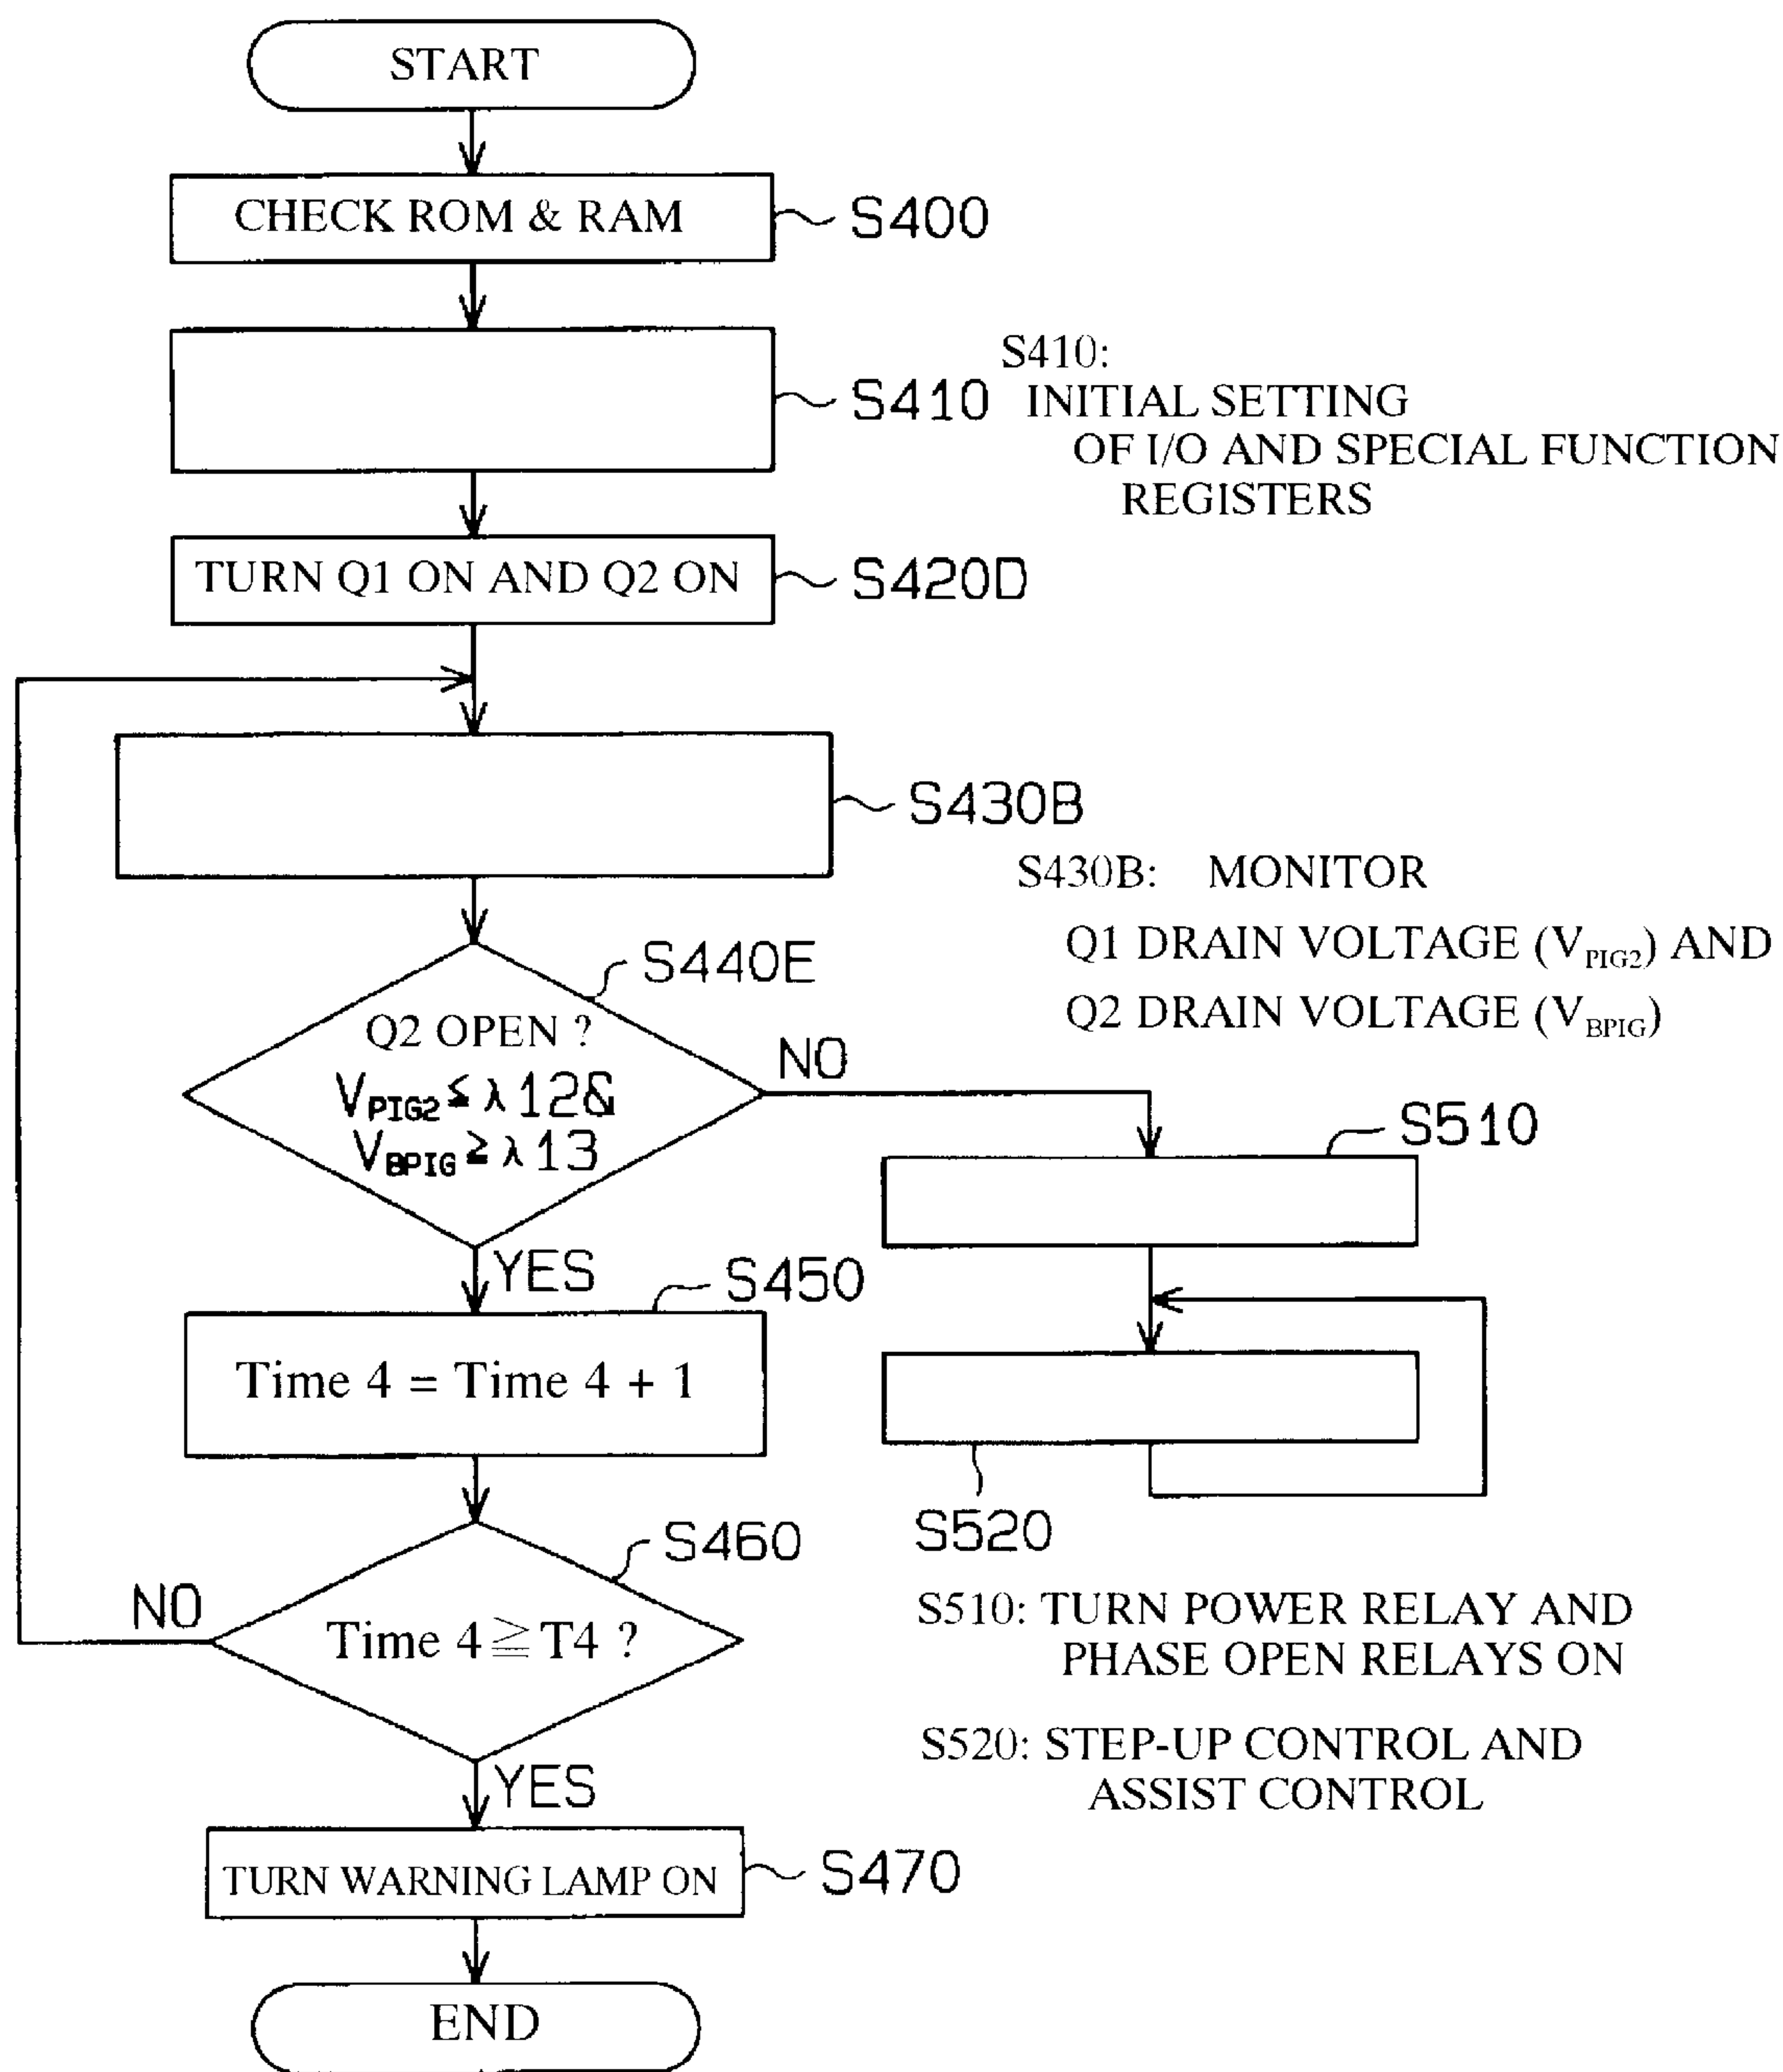 START
CHECK ROM & RAM
S400
S410
S410:
INITIAL SETTING
OF I/O AND SPECIAL FUNCTION
REGISTERS
TURN Q1 ON AND Q2 ON
S420D
S430B
S430B: MONITOR
Q1 DRAIN VOLTAGE (VPIG2) AND
Q2 DRAIN VOLTAGE (VBPIG)
S440E
Q2 OPEN ?
VPIG2 ≦ λ 12&
VBPIG ≧ λ 13
NO
YES
S510
S450
Time 4 = Time 4 + 1
S520
S460
Time 4 ≧ T4 ?
NO
YES
S510: TURN POWER RELAY AND
PHASE OPEN RELAYS ON
S520: STEP-UP CONTROL AND
ASSIST CONTROL
TURN WARNING LAMP ON
S470
END